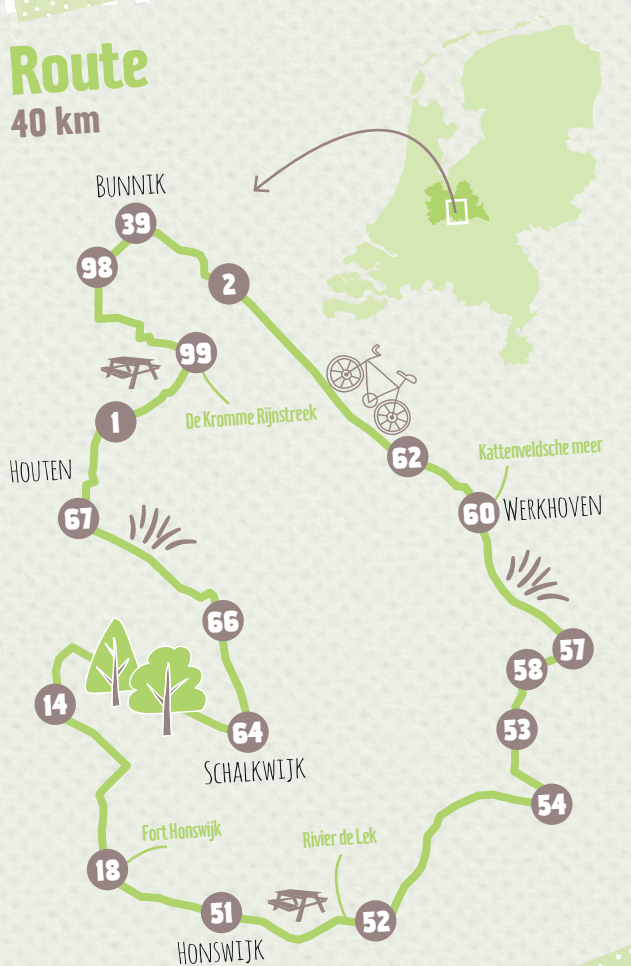 Route
40 km
BUNNIK
39
98
2
99
De Kromme Rijnstreek
1
62
HOUTEN
Kattenveldsche meer
67
60 WERKHOVEN
66
57
58
14
64
53
SCHALKWIJK
54
Fort Honswijk
Rivier de Lek
18
51
52
HONSWIJK